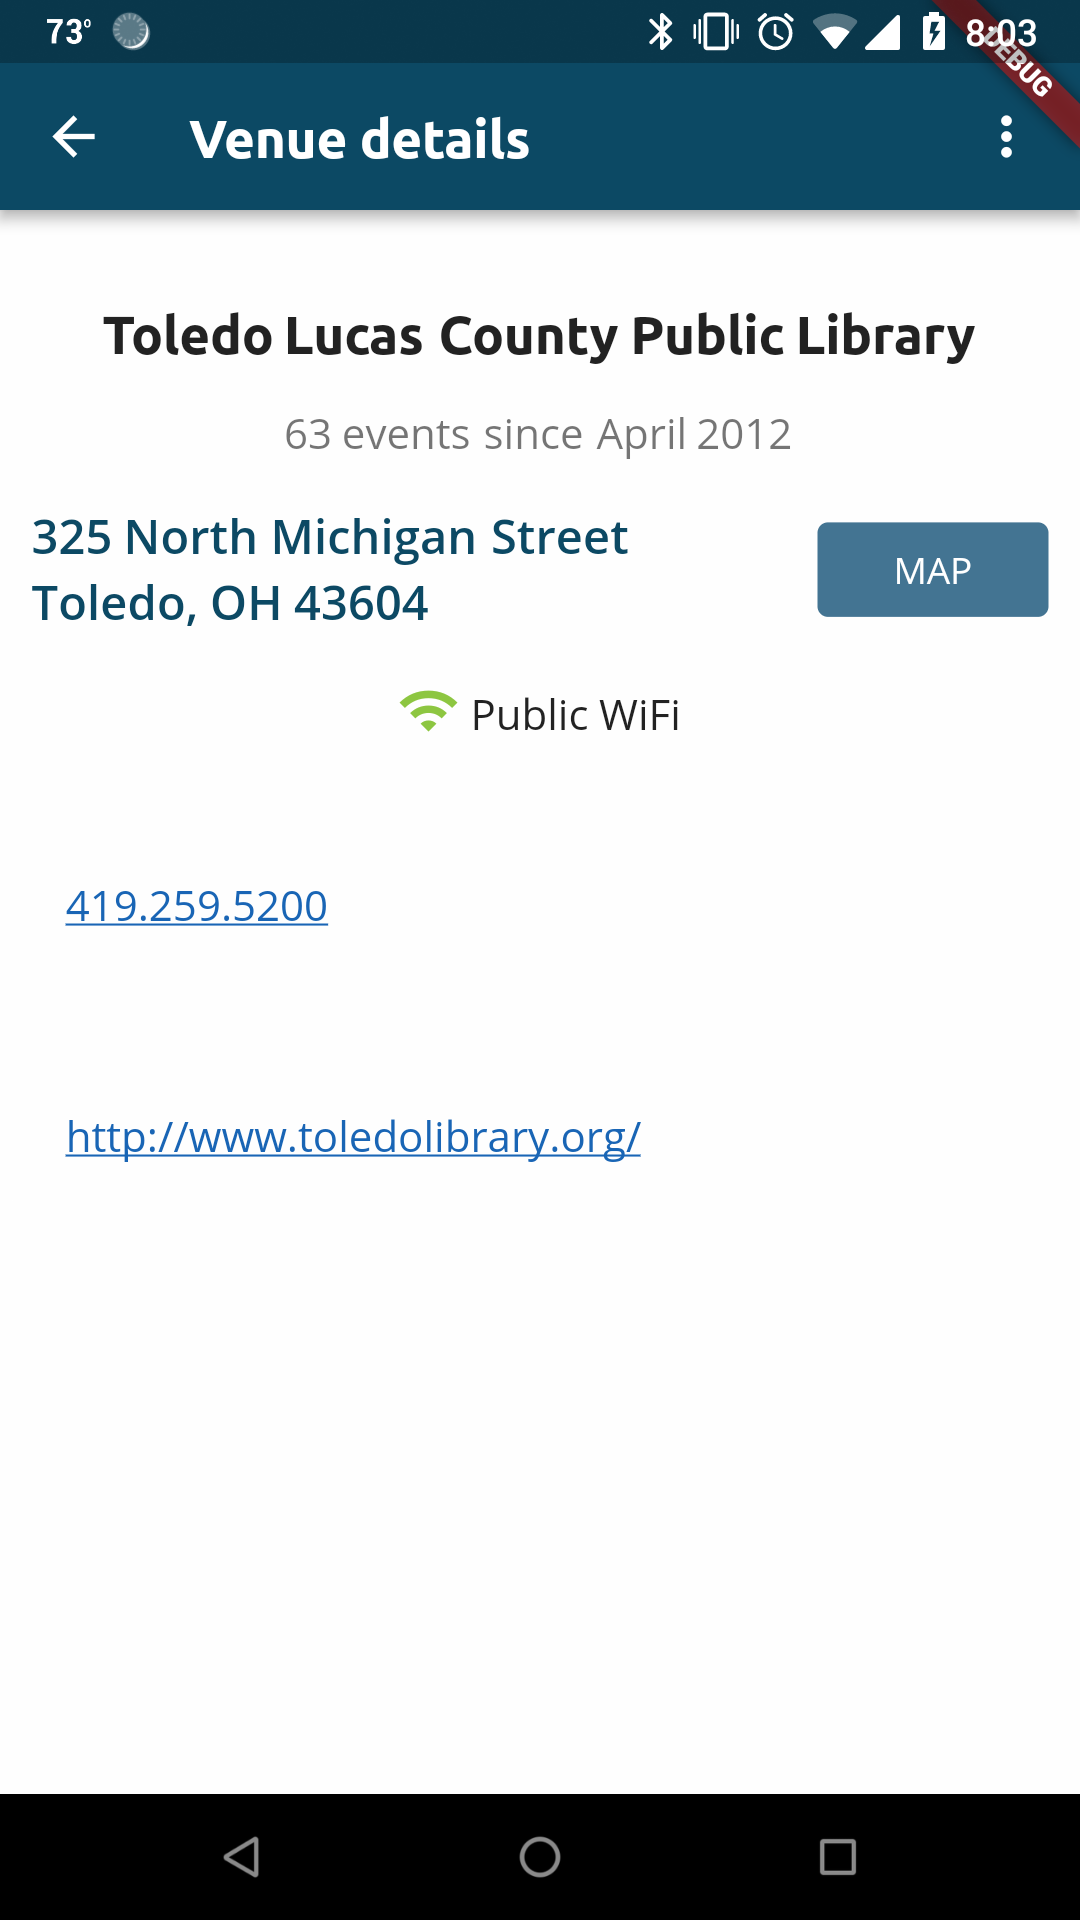 73°
8:03
DEBUG
Venue details
Toledo Lucas County Public Library
63 events since April 2012
325 North Michigan Street
Toledo, OH 43604
MAP
Public WiFi
419.259.5200
http://www.toledolibrary.org/